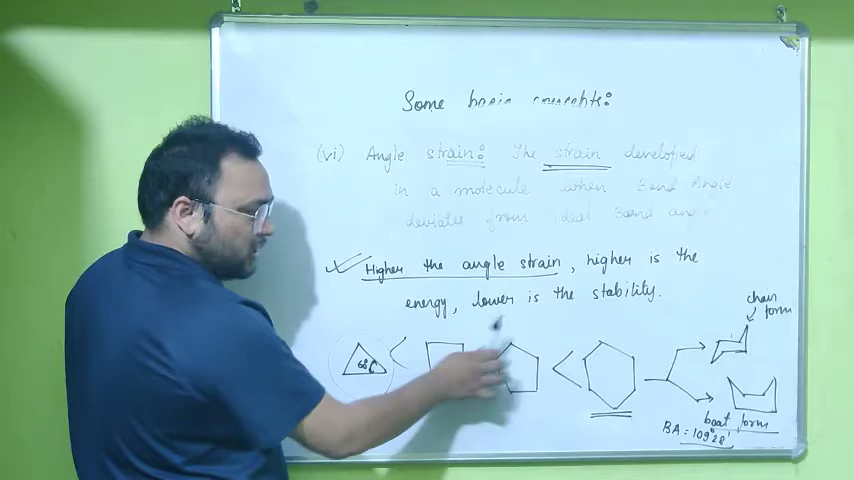 Some basic concepts:
(vi) Angle strain: The strain developed
in a molecule when Bond Angle
deviates from ideal Bond
Higher the angle strain, higher is the
energy, lower is the stability.
chair
form
60° < < 
boat form
BA = 109°28'